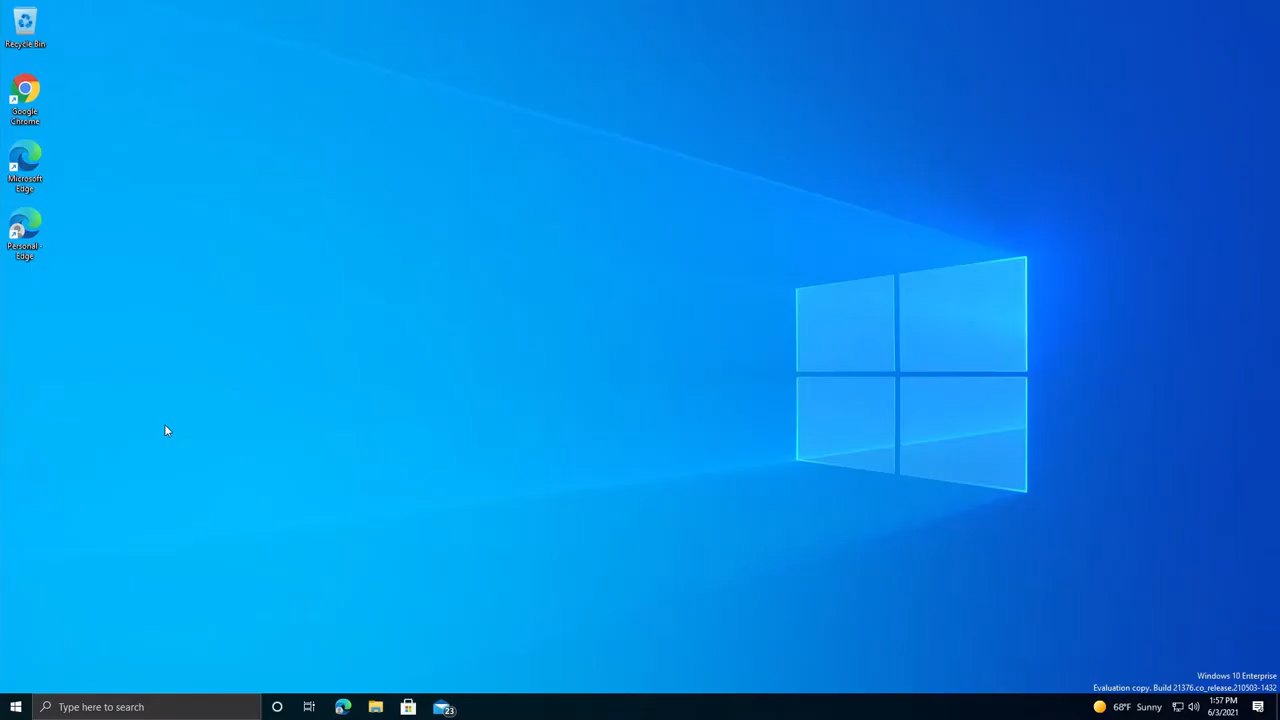 Recycle Bin
Google
Chrome
Microsoft
Edge
Personal -
Edge
Windows 10 Enterprise
Evaluation copy. Build 21376.co_release.210503-1432
Type here to search
23
68°F Sunny
1:57 PM
6/3/2021